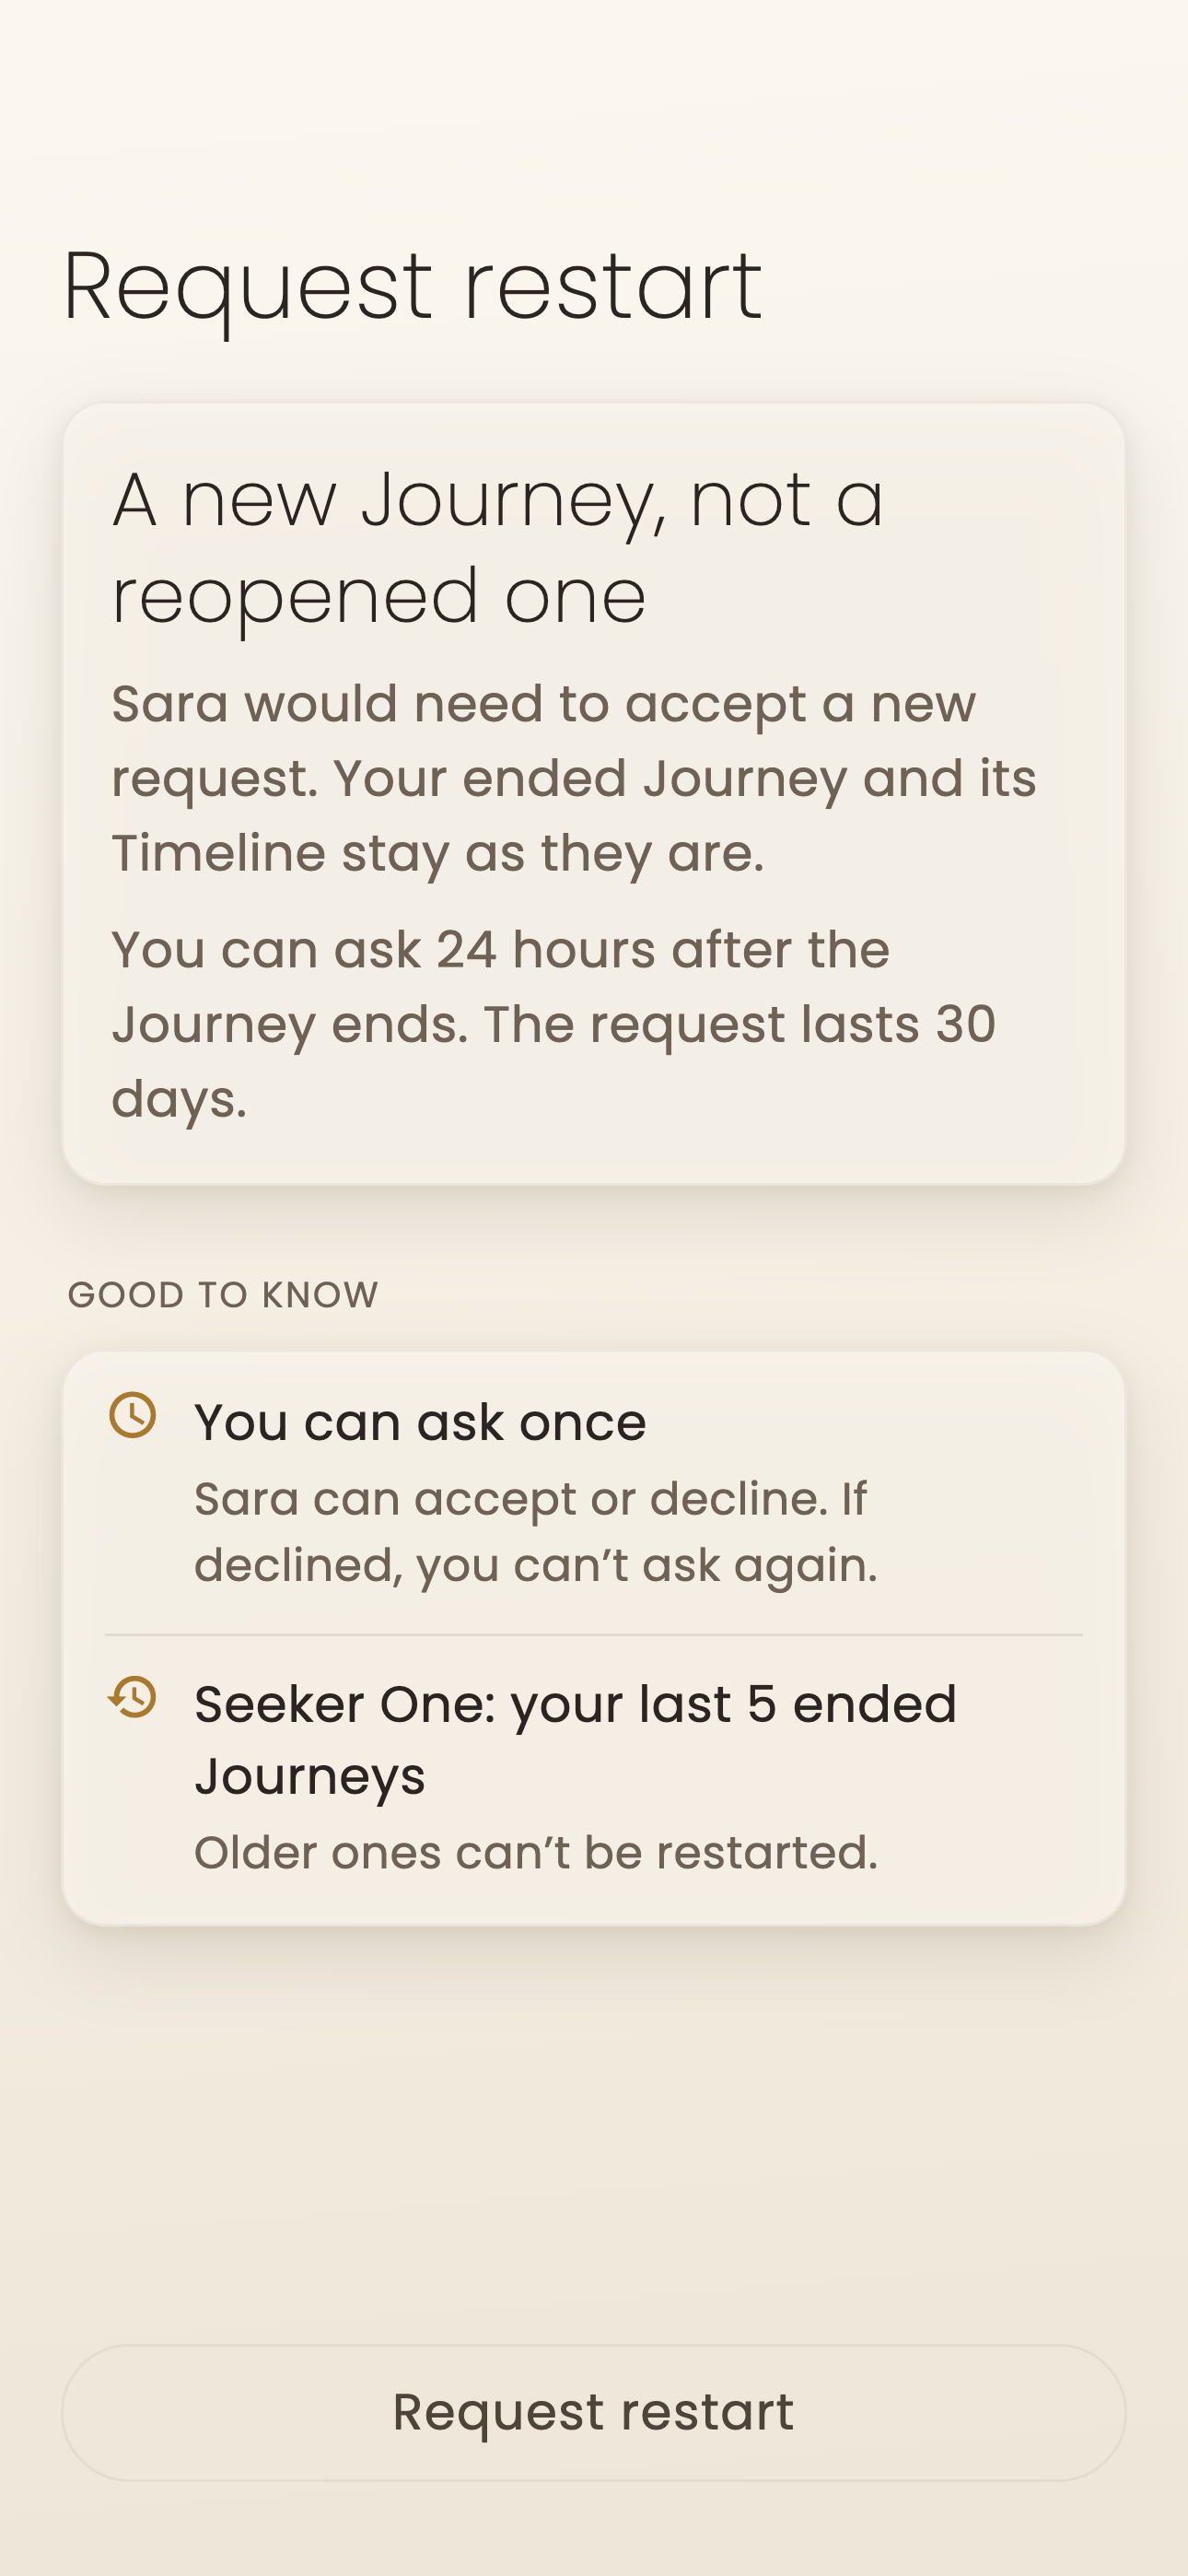 Request restart
A new Journey, not a
reopened one
Sara would need to accept a new
request. Your ended Journey and its
Timeline stay as they are.
You can ask 24 hours after the
Journey ends. The request lasts 30
days.
GOOD TO KNOW
You can ask once
Sara can accept or decline. If
declined, you can’t ask again.
Seeker One: your last 5 ended
Journeys
Older ones can’t be restarted.
Request restart